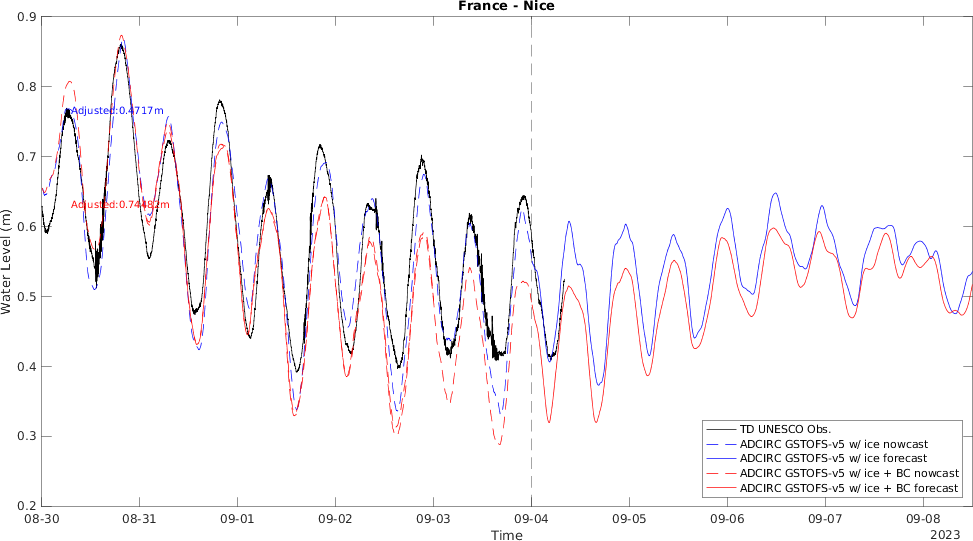 France - Nice
0.9
0.8
0.7
0.6
0.5
0.4
0.3
0.2
Water Level (m)
Adjusted:0.4717m
Adjusted:0.74482m
TD UNESCO Obs.
ADCIRC GSTOFS-v5 w/ ice nowcast
ADCIRC GSTOFS-v5 w/ ice forecast
ADCIRC GSTOFS-v5 w/ ice + BC nowcast
ADCIRC GSTOFS-v5 w/ ice + BC forecast
08-30 08-31 09-01 09-02 09-03 09-04 09-05 09-06 09-07 09-08
Time
2023